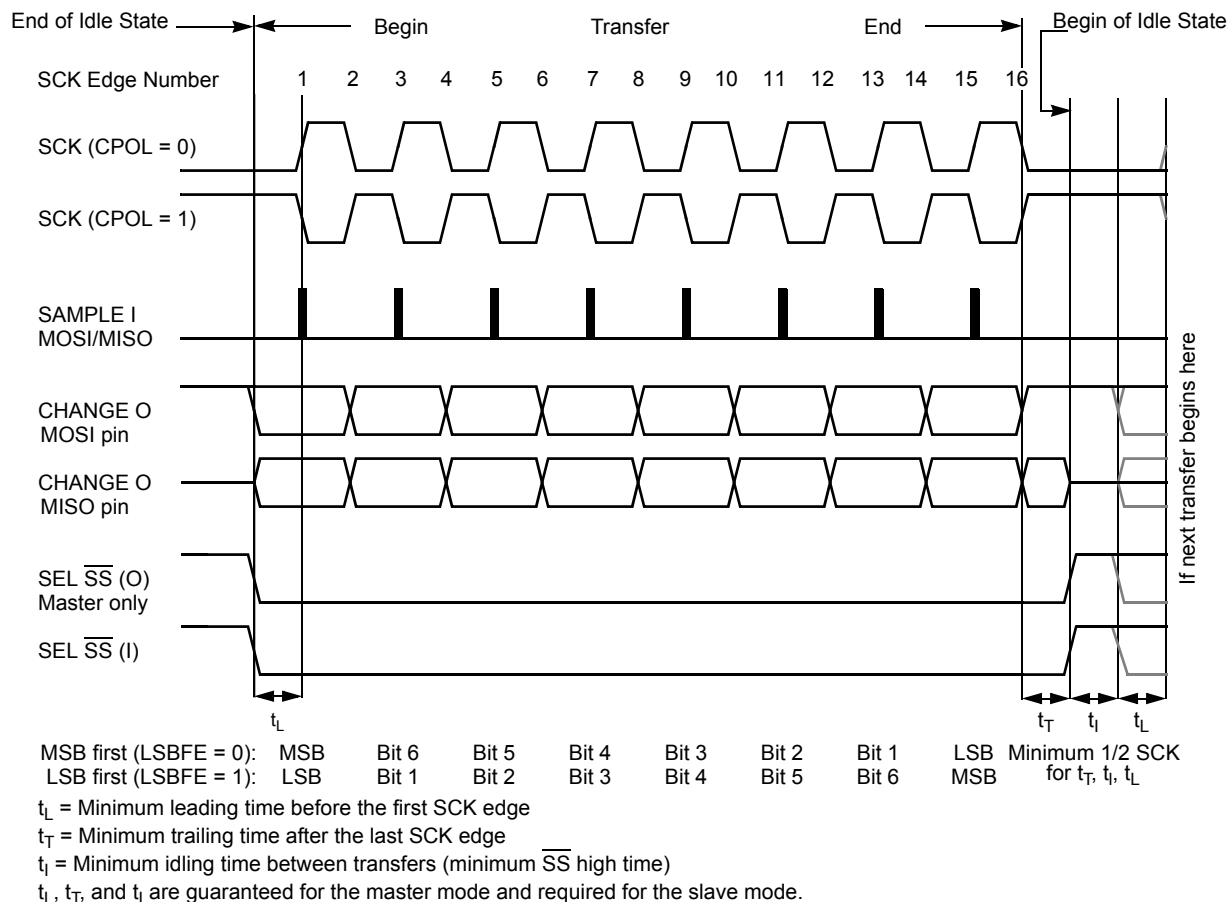 End of Idle State
Begin
Transfer
End
Begin of Idle State
SCK Edge Number
1 2 3 4 5 6 7 8 9 10 11 12 13 14 15 16
SCK (CPOL = 0)
SCK (CPOL = 1)
SAMPLE I
MOSI/MISO
CHANGE O
MOSI pin
CHANGE O
MISO pin
SEL SS (O)
Master only
SEL SS (I)
If next transfer begins here
tL
tT tI tL
MSB first (LSBFE = 0): MSB Bit 6 Bit 5 Bit 4 Bit 3 Bit 2 Bit 1 LSB
LSB first (LSBFE = 1): LSB Bit 1 Bit 2 Bit 3 Bit 4 Bit 5 Bit 6 MSB
Minimum 1/2 SCK
for tT, tI, tL
tL = Minimum leading time before the first SCK edge
tT = Minimum trailing time after the last SCK edge
tI = Minimum idling time between transfers (minimum SS high time)
tL, tT, and tI are guaranteed for the master mode and required for the slave mode.